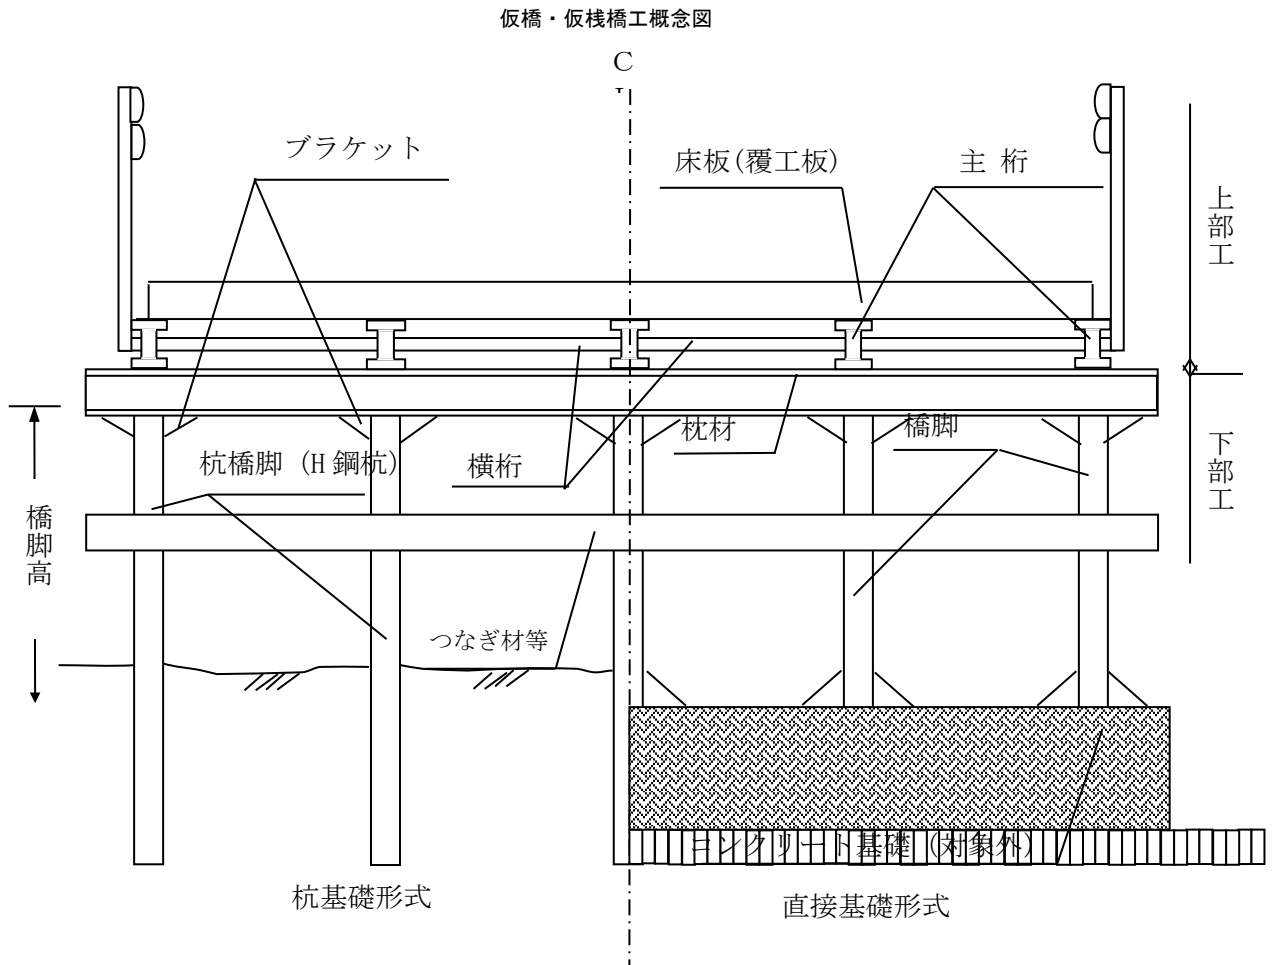 仮橋・仮桟橋工概念図
C
ブラケット
床板(覆工板)
主 桁
上部工
枕材
橋脚
杭橋脚 (H鋼杭)
横桁
下部工
橋脚高
つなぎ材等
コンクリート基礎 (対象外)
杭基礎形式
直接基礎形式